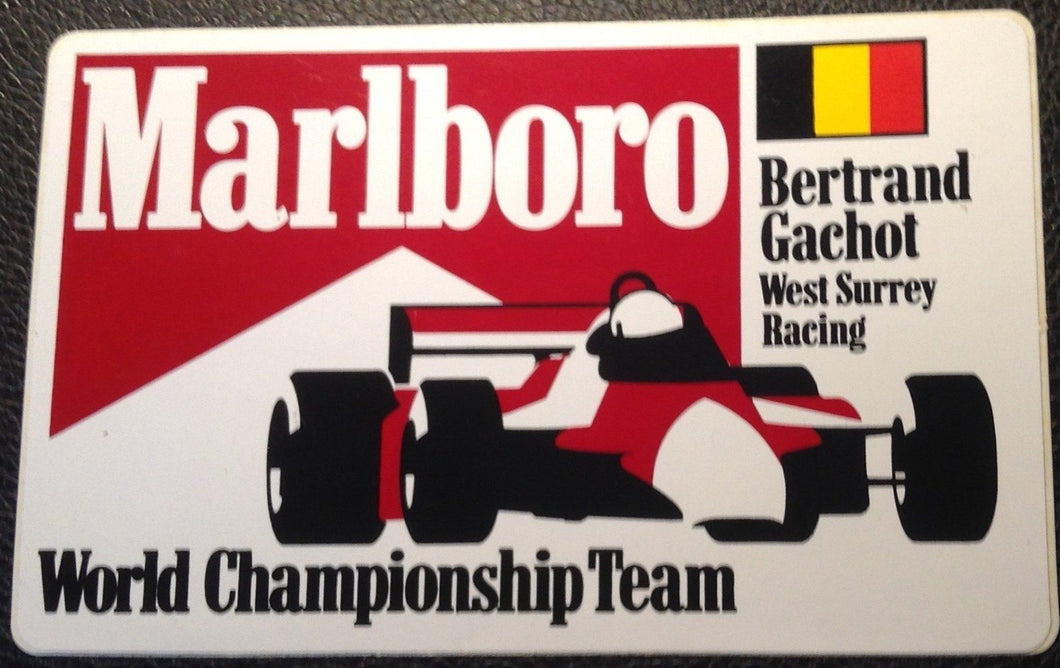 Marlboro
Bertrand
Gachot
West Surrey
Racing
World Championship Team